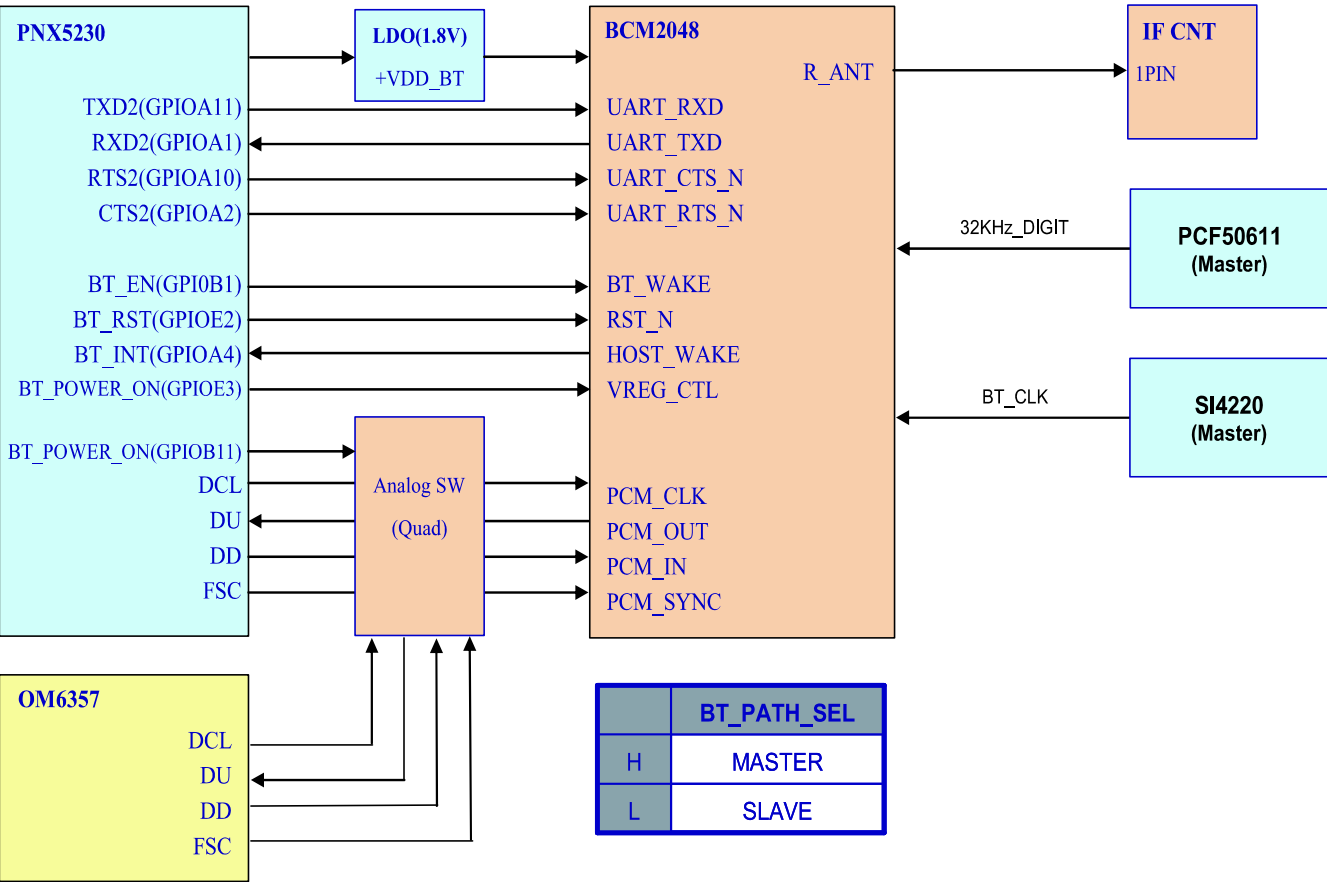 PNX5230
TXD2(GPIOA11)
RXD2(GPIOA1)
RTS2(GPIOA10)
CTS2(GPIOA2)
BT_EN(GPI0B1)
BT_RST(GPIOE2)
BT_INT(GPIOA4)
BT_POWER_ON(GPIOE3)
BT_POWER_ON(GPIOB11)
DCL
DU
DD
FSC
LDO(1.8V)
+VDD_BT
Analog SW
(Quad)
BCM2048
R_ANT
UART_RXD
UART_TXD
UART_CTS_N
UART_RTS_N
BT_WAKE
RST_N
HOST_WAKE
VREG_CTL
PCM_CLK
PCM_OUT
PCM_IN
PCM_SYNC
IF CNT
1PIN
32KHz_DIGIT
PCF50611
(Master)
BT_CLK
SI4220
(Master)
OM6357
DCL
DU
DD
FSC
BT_PATH_SEL
H MASTER
L SLAVE